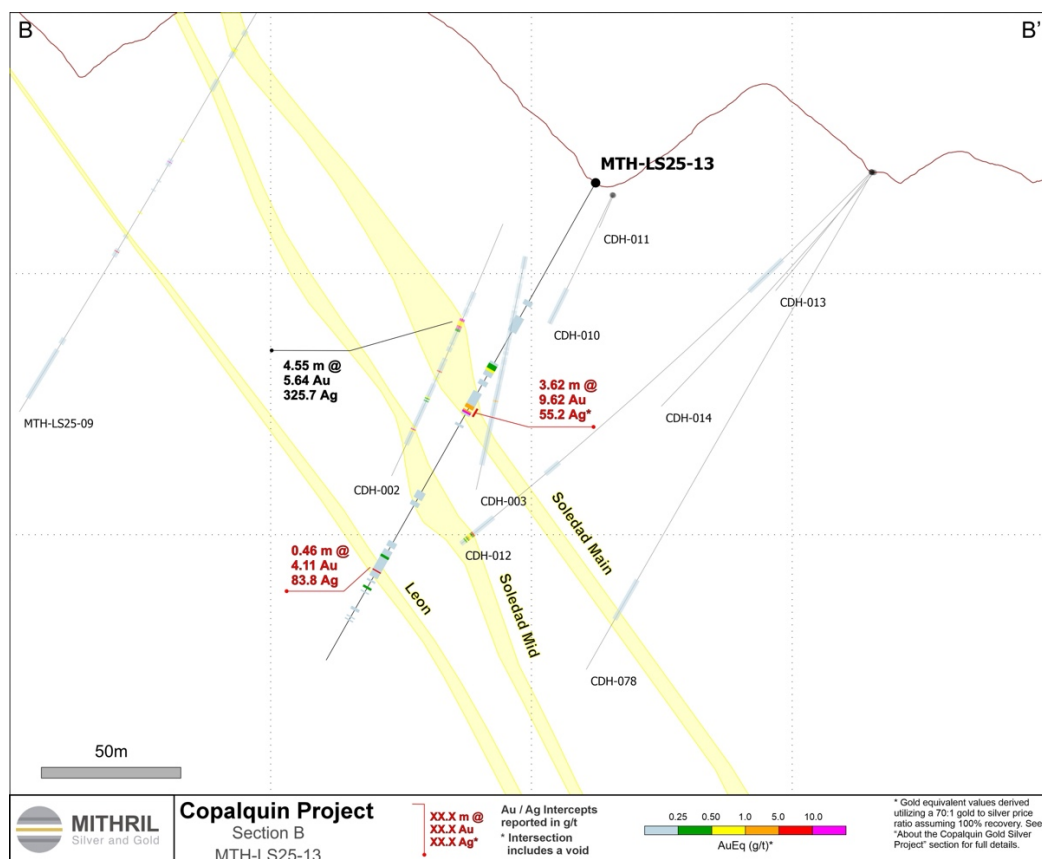 B
B'
MTH-LS25-13
CDH-011
CDH-013
CDH-010
4.55 m @
5.64 Au
325.7 Ag
3.62 m @
9.62 Au
55.2 Ag*
CDH-014
MTH-LS25-09
CDH-002
CDH-003
Soledad Main
CDH-012
0.46 m @
4.11 Au
83.8 Ag
Leon
Soledad Mid
CDH-078
50m
MITHRIL
Silver and Gold
Copalquin Project
Section B
MTH-LS25-13
XX.X m @
XX.X Au
XX.X Ag*
Au / Ag Intercepts
reported in g/t
* Intersection
includes a void
0.25 0.50 1.0 5.0 10.0
AuEq (g/t)*
* Gold equivalent values derived
utilizing a 70:1 gold to silver price
ratio assuming 100% recovery. See
"About the Copalquin Gold Silver
Project" section for full details.